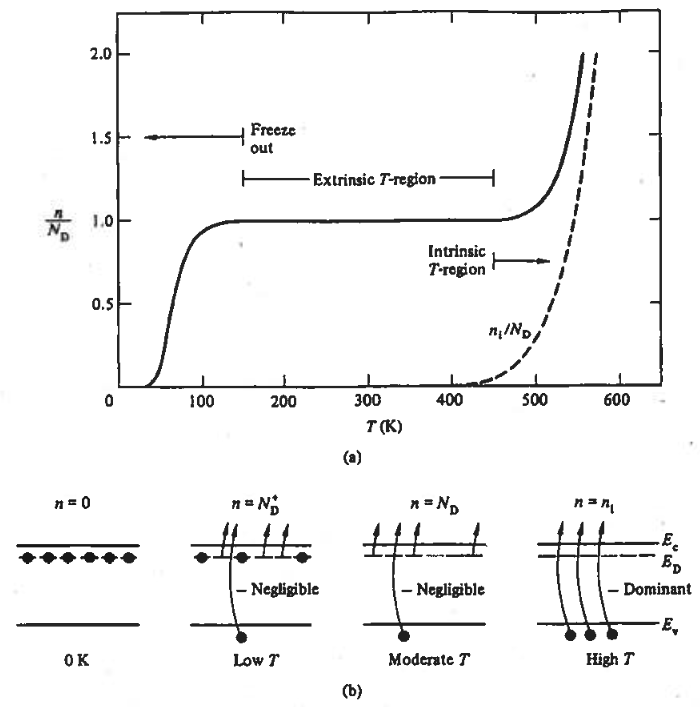 2.0
1.5
Freeze
out
Extrinsic T-region
n
N_D
1.0
Intrinsic
T-region
0.5
n_i/N_D
0
100
200
300
400
500
600
T (K)
(a)
n = 0
n = N_D^+
n = N_D
n = n_i
E_c
E_D
– Negligible
– Negligible
– Dominant
E_v
0 K
Low T
Moderate T
High T
(b)